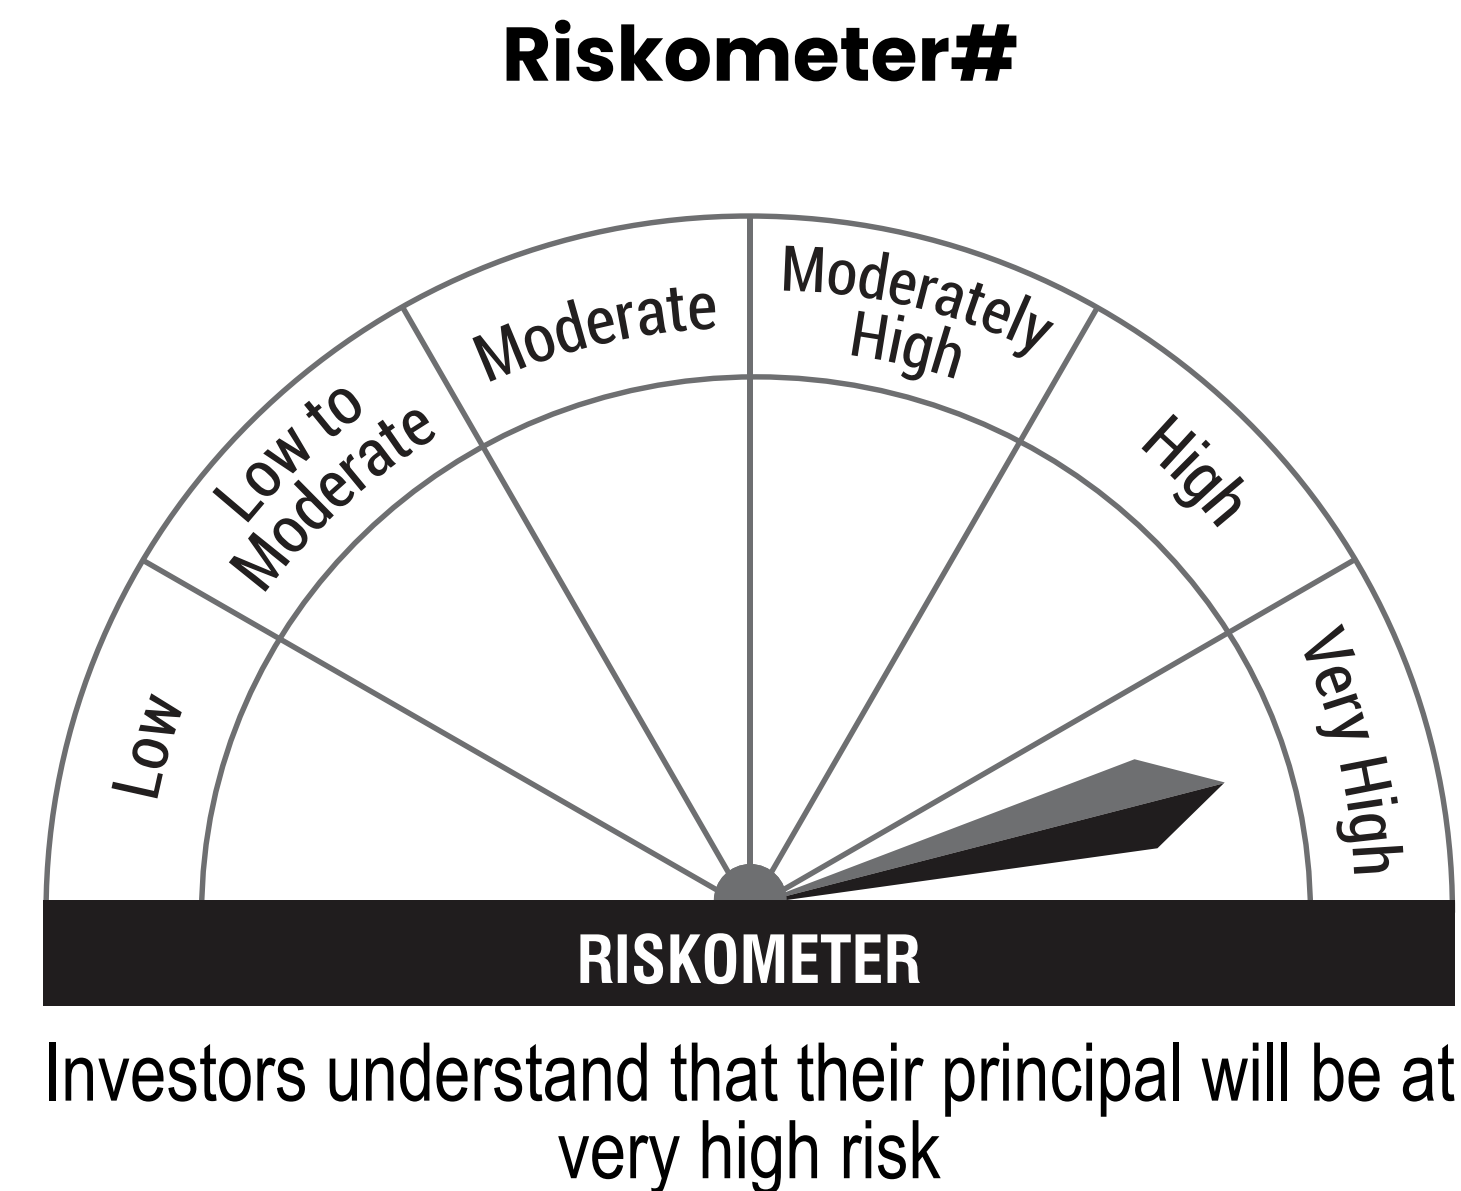 Riskometer#
Low
Low to
Moderate
Moderate
Moderately
High
High
Very High
RISKOMETER
Investors understand that their principal will be at
very high risk